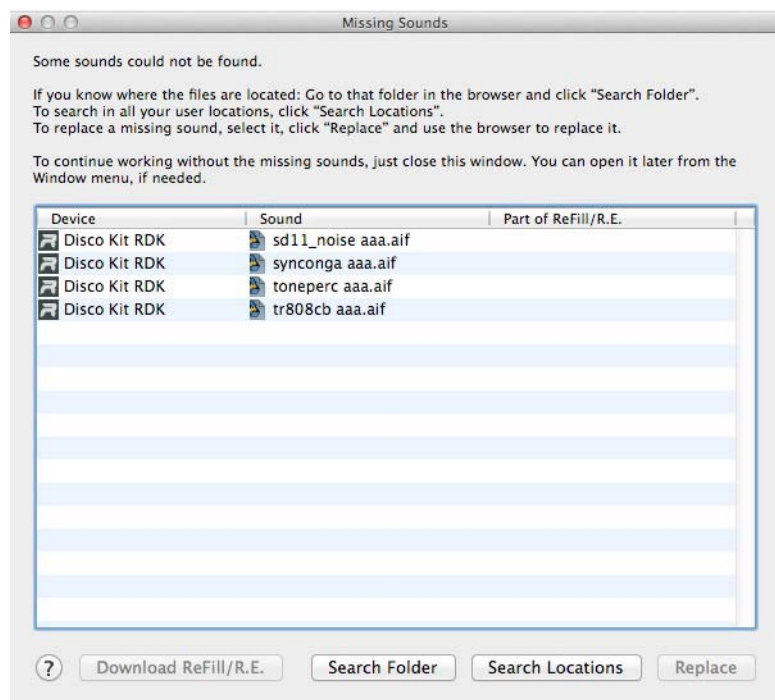 Missing Sounds
Some sounds could not be found.
If you know where the files are located: Go to that folder in the browser and click “Search Folder”.
To search in all your user locations, click “Search Locations”.
To replace a missing sound, select it, click “Replace” and use the browser to replace it.
To continue working without the missing sounds, just close this window. You can open it later from the
Window menu, if needed.
Device Sound Part of ReFill/R.E.
Disco Kit RDK sd11_noise aaa.aif
Disco Kit RDK synconga aaa.aif
Disco Kit RDK toneperc aaa.aif
Disco Kit RDK tr808cb aaa.aif
? Download ReFill/R.E. Search Folder Search Locations Replace